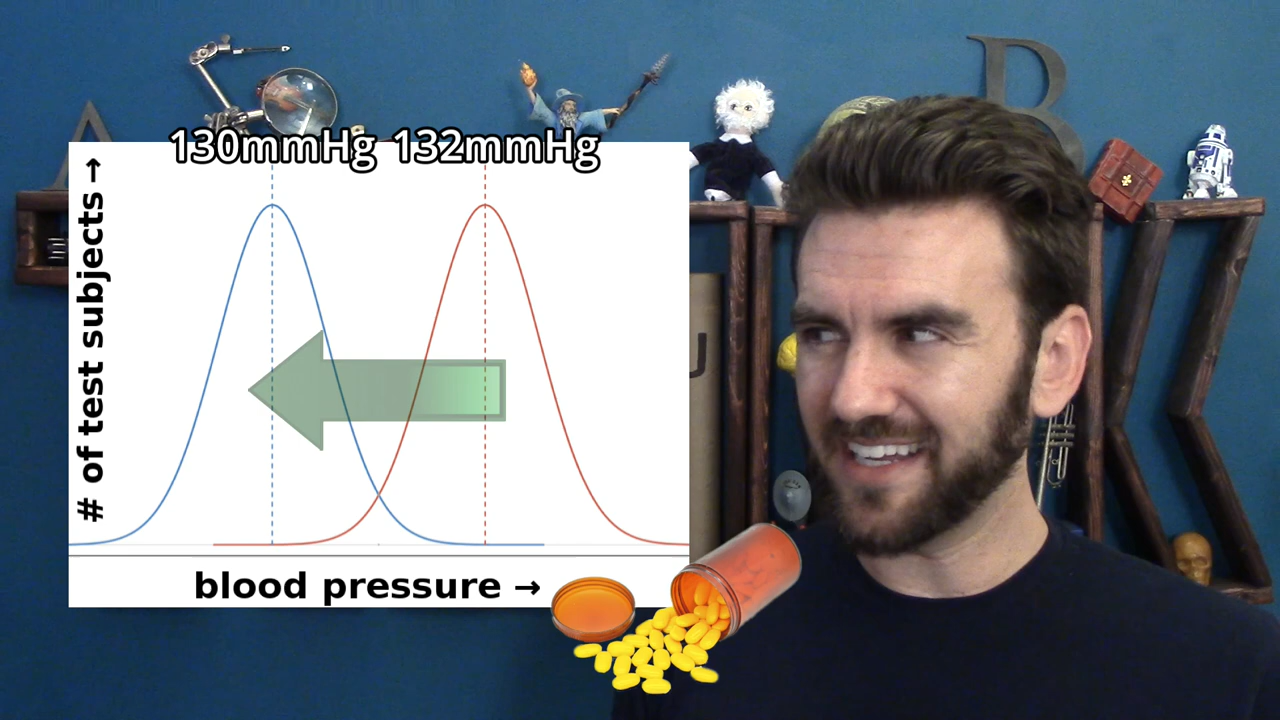 130mmHg 132mmHg
# of test subjects →
blood pressure →
A
B
K
U